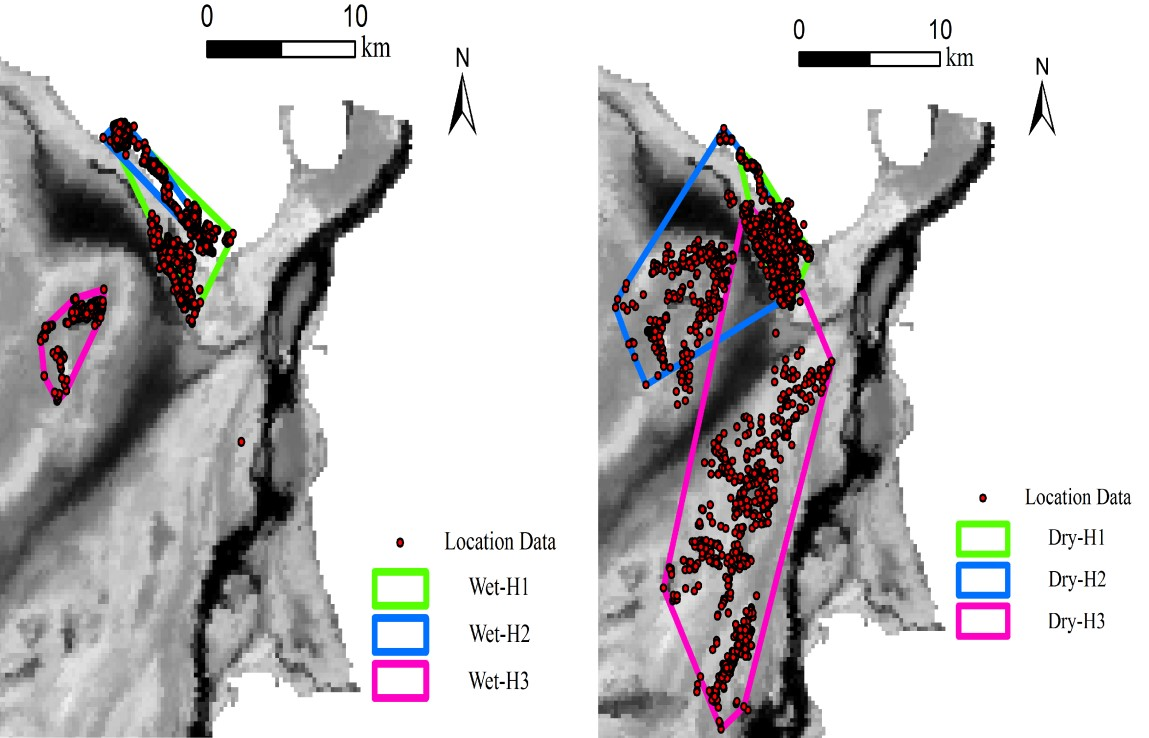 0 10
km
N
Location Data
Wet-H1
Wet-H2
Wet-H3
0 10
km
N
Location Data
Dry-H1
Dry-H2
Dry-H3